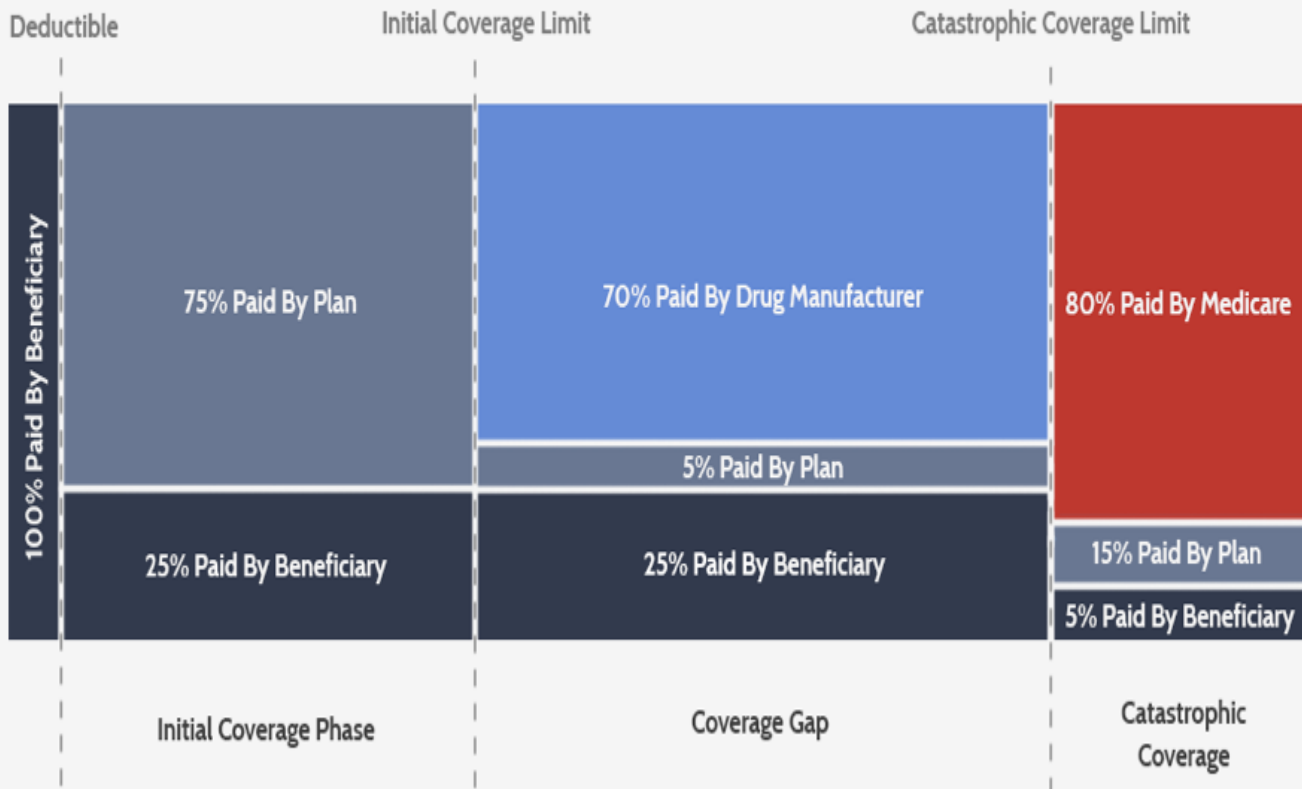 Deductible
Initial Coverage Limit
Catastrophic Coverage Limit
100% Paid By Beneficiary
75% Paid By Plan
70% Paid By Drug Manufacturer
80% Paid By Medicare
5% Paid By Plan
25% Paid By Beneficiary
25% Paid By Beneficiary
15% Paid By Plan
5% Paid By Beneficiary
Initial Coverage Phase
Coverage Gap
Catastrophic
Coverage